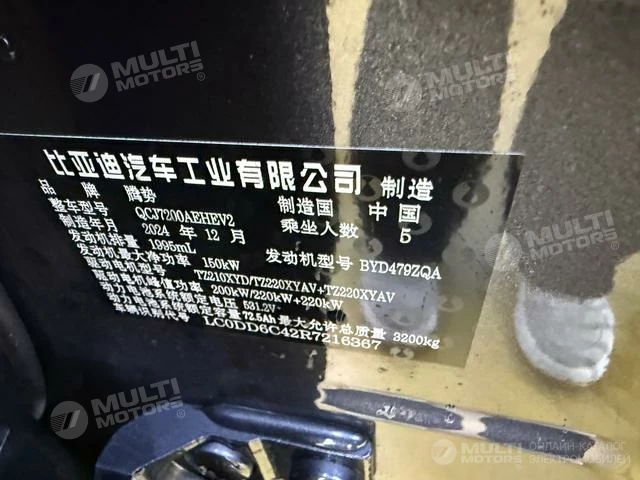 MULTI MOTORS®
MULTI MOTORS®
比亚迪汽车工业有限公司 制造
品牌 腾势 制造国 中国
整车型号 QCJ7200AEHEV2 乘坐人数 5
制造年月 2024 年 12 月
发动机排量 1995mL 发动机型号 BYD479ZQA
发动机最大净功率 150kW
驱动电机型号 TZ210XYD/TZ220XYAV+TZ220XYAV
驱动电机峰值功率 200kW/220kW+220kW
动力电池系统额定电压 531.2V
动力电池系统额定容量 72.5Ah 最大允许总质量 3200kg
车辆识别代号 LC0DD6C42R7216367
MULTI MOTORS®
MULTI MOTORS®
MULTI MOTORS
ОНЛАЙН-КАТАЛОГ
ЭЛЕКТРОМОБИЛЕЙ